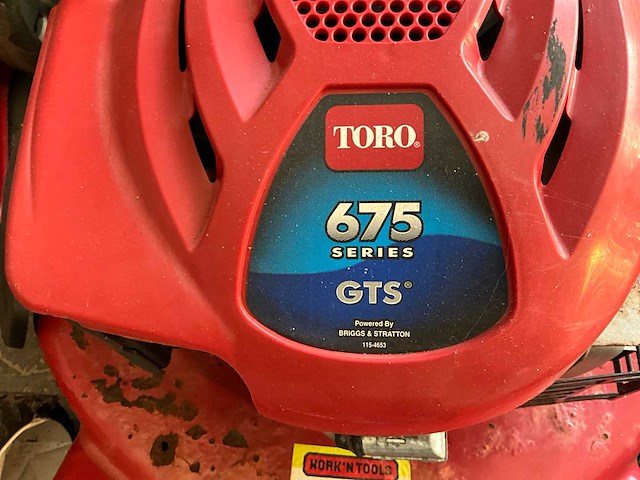 TORO®
675
SERIES
GTS®
Powered By
BRIGGS & STRATTON
115-4653
WORK'N TOOLS